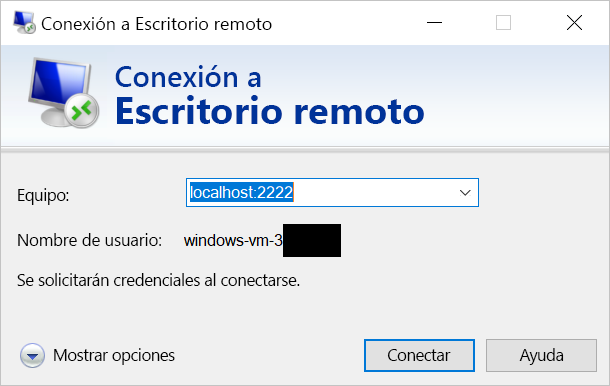 Conexión a Escritorio remoto
Conexión a
Escritorio remoto
Equipo: localhost:2222
Nombre de usuario: windows-vm-3
Se solicitarán credenciales al conectarse.
Mostrar opciones Conectar Ayuda